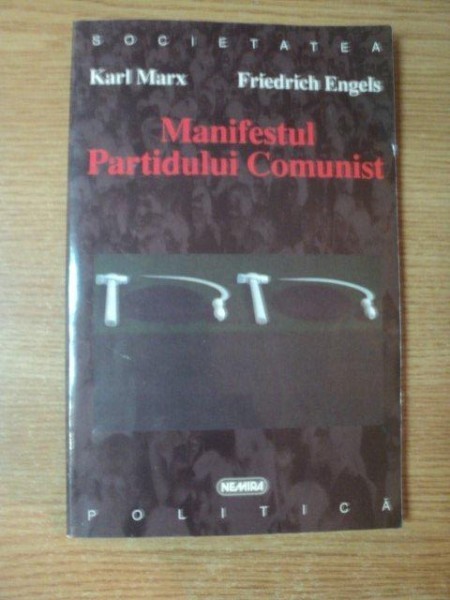 SOCIETATEA
Karl Marx Friedrich Engels
Manifestul
Partidului Comunist
NEMIRA
POLITICĂ